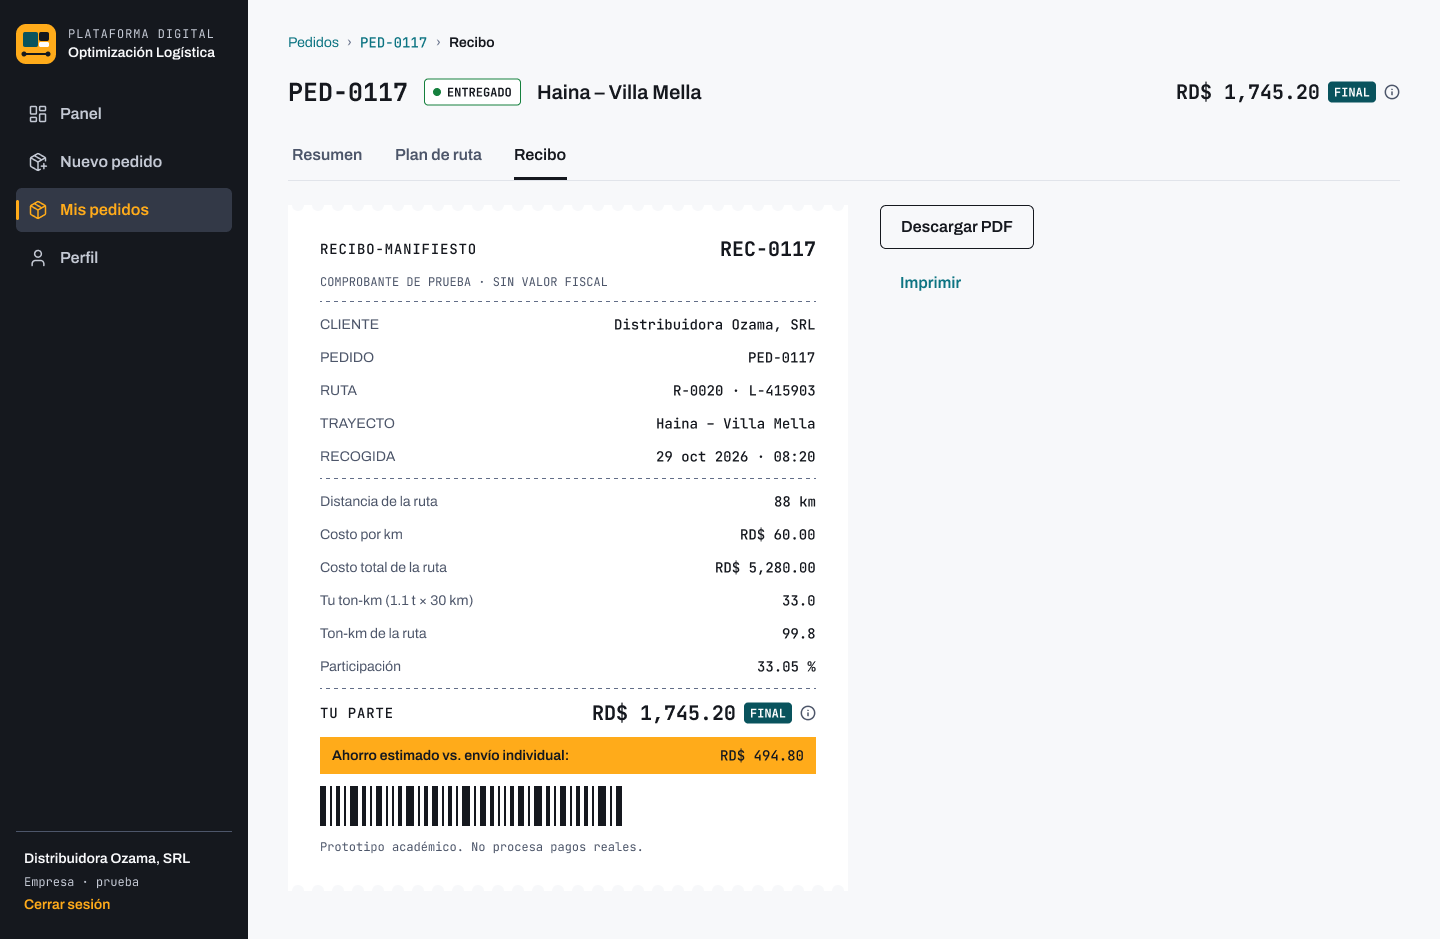 PLATAFORMA DIGITAL
Optimización Logística
Panel
Nuevo pedido
Mis pedidos
Perfil
Distribuidora Ozama, SRL
Empresa · prueba
Cerrar sesión
Pedidos › PED-0117 › Recibo
PED-0117 ENTREGADO Haina – Villa Mella RD$ 1,745.20 FINAL
Resumen Plan de ruta Recibo
RECIBO-MANIFIESTO REC-0117
COMPROBANTE DE PRUEBA · SIN VALOR FISCAL
CLIENTE Distribuidora Ozama, SRL
PEDIDO PED-0117
RUTA R-0020 · L-415903
TRAYECTO Haina – Villa Mella
RECOGIDA 29 oct 2026 · 08:20
Distancia de la ruta 88 km
Costo por km RD$ 60.00
Costo total de la ruta RD$ 5,280.00
Tu ton-km (1.1 t × 30 km) 33.0
Ton-km de la ruta 99.8
Participación 33.05 %
TU PARTE RD$ 1,745.20 FINAL
Ahorro estimado vs. envío individual: RD$ 494.80
Prototipo académico. No procesa pagos reales.
Descargar PDF
Imprimir